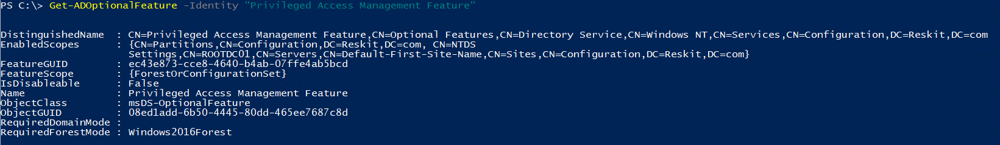 PS C:\> Get-ADOptionalFeature -Identity "Privileged Access Management Feature"
DistinguishedName  : CN=Privileged Access Management Feature,CN=Optional Features,CN=Directory Service,CN=Windows NT,CN=Services,CN=Configuration,DC=Reskit,DC=com
EnabledScopes      : {CN=Partitions,CN=Configuration,DC=Reskit,DC=com, CN=NTDS
                     Settings,CN=ROOTDC01,CN=Servers,CN=Default-First-Site-Name,CN=Sites,CN=Configuration,DC=Reskit,DC=com}
FeatureGUID        : ec43e873-cce8-4640-b4ab-07ffe4ab5bcd
FeatureScope       : {ForestOrConfigurationSet}
IsDisableable      : False
Name               : Privileged Access Management Feature
ObjectClass        : msDS-OptionalFeature
ObjectGUID         : 08ed1add-6b50-4445-80dd-465ee7687c8d
RequiredDomainMode :
RequiredForestMode : Windows2016Forest